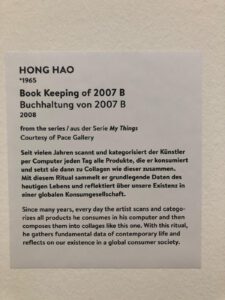 HONG HAO
*1965
Book Keeping of 2007 B
Buchhaltung von 2007 B
2008
from the series / aus der Serie My Things
Courtesy of Pace Gallery
Seit vielen Jahren scannt und kategorisiert der Künstler
per Computer jeden Tag alle Produkte, die er konsumiert
und setzt sie dann zu Collagen wie dieser zusammen.
Mit diesem Ritual sammelt er grundlegende Daten des
heutigen Lebens und reflektiert über unsere Existenz in
einer globalen Konsumgesellschaft.
Since many years, every day the artist scans and catego-
rizes all products he consumes in his computer and then
composes them into collages like this one. With this ritual,
he gathers fundamental data of contemporary life and
reflects on our existence in a global consumer society.